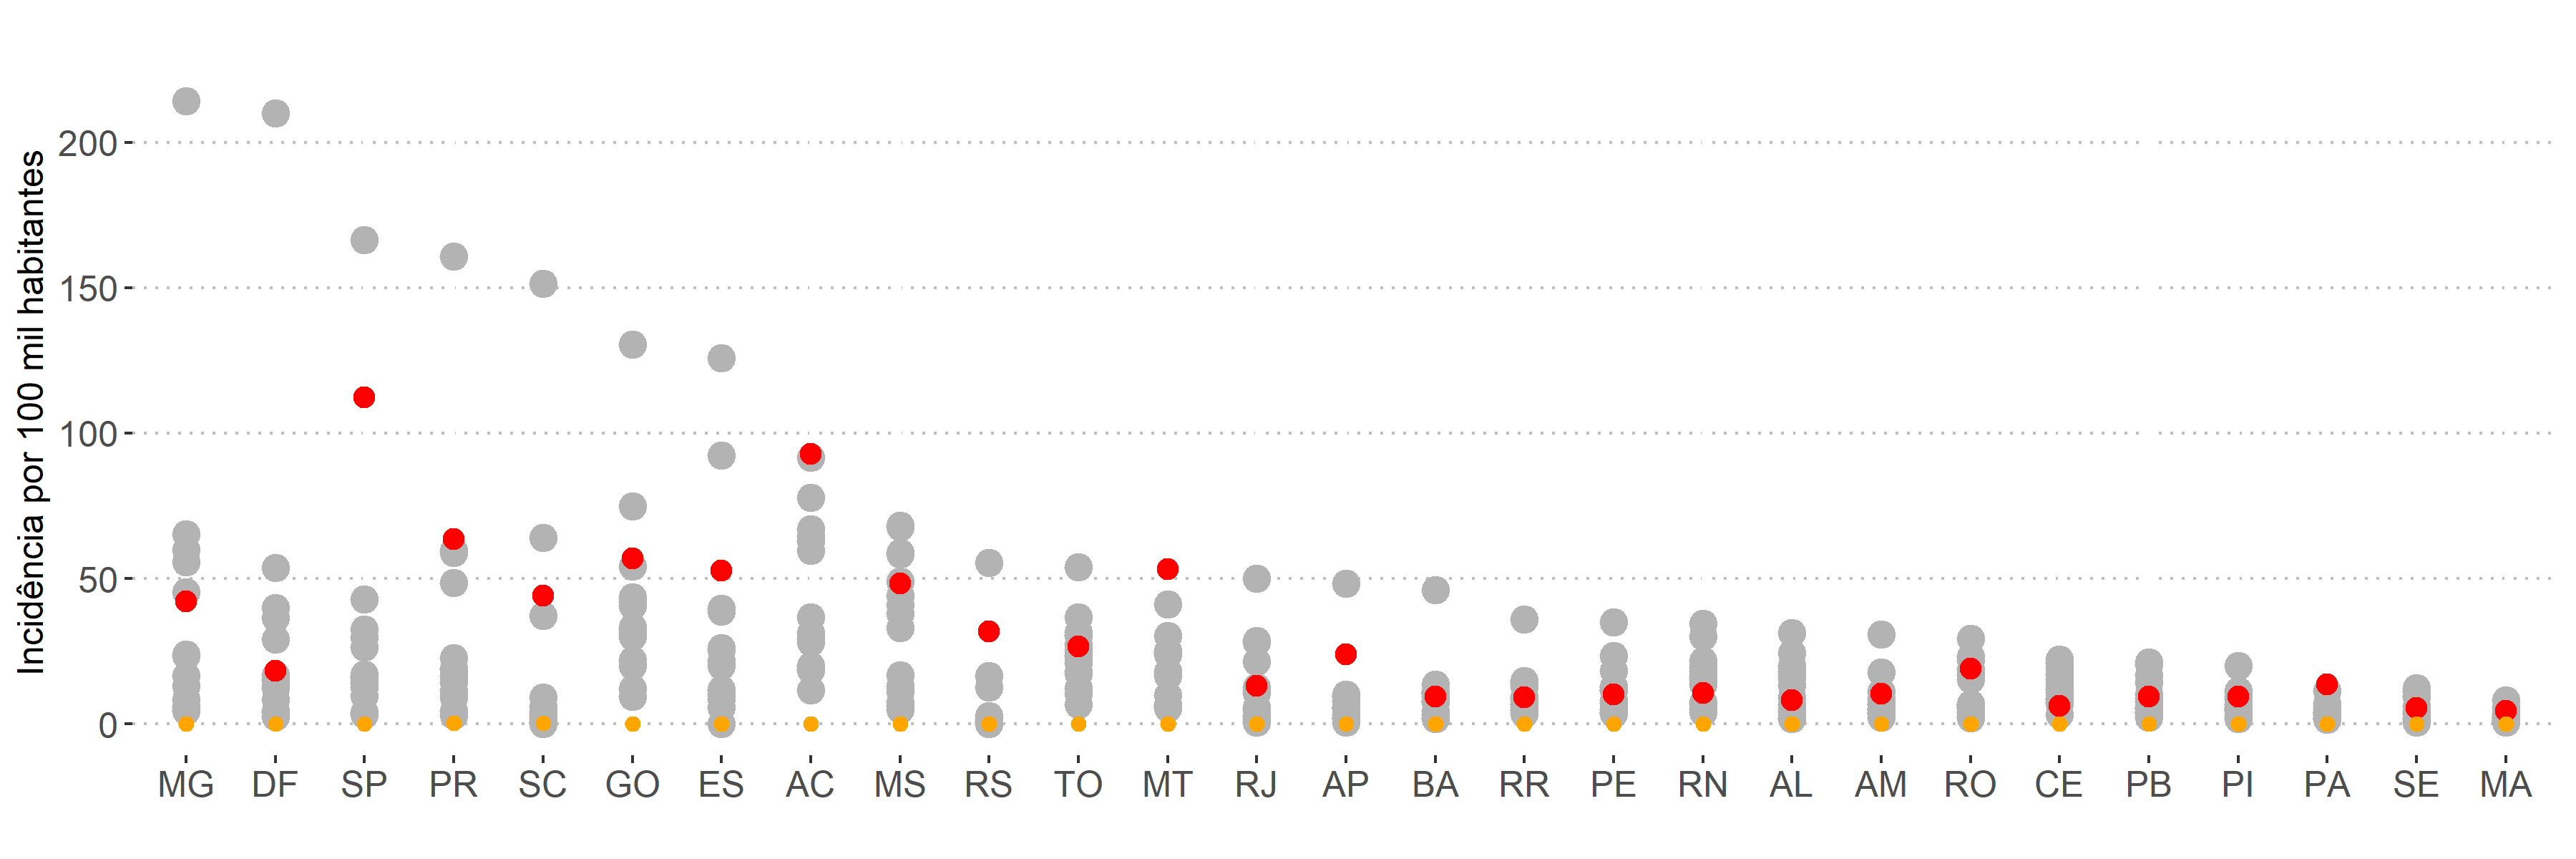 Incidência por 100 mil habitantes
200
150
100
50
0
MG DF SP PR SC GO ES AC MS RS TO MT RJ AP BA RR PE RN AL AM RO CE PB PI PA SE MA